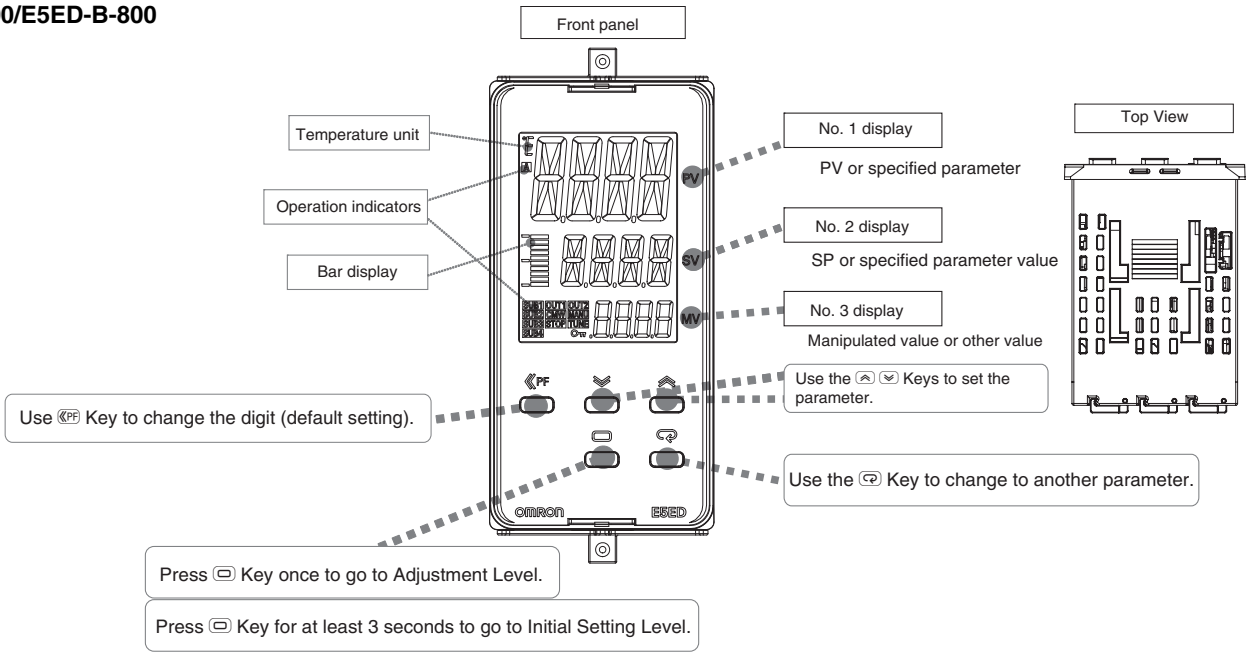 0/E5ED-B-800
Front panel
Temperature unit
Operation indicators
Bar display
PV
SV
MV
SUB1 OUT1 OUT2
SUB2 CMW MANU
SUB3 STOP TUNE
SUB4
No. 1 display
PV or specified parameter
No. 2 display
SP or specified parameter value
No. 3 display
Manipulated value or other value
Top View
PF
Use PF Key to change the digit (default setting).
Use the Keys to set the
parameter.
Use the Key to change to another parameter.
OMRON
E5ED
Press Key once to go to Adjustment Level.
Press Key for at least 3 seconds to go to Initial Setting Level.